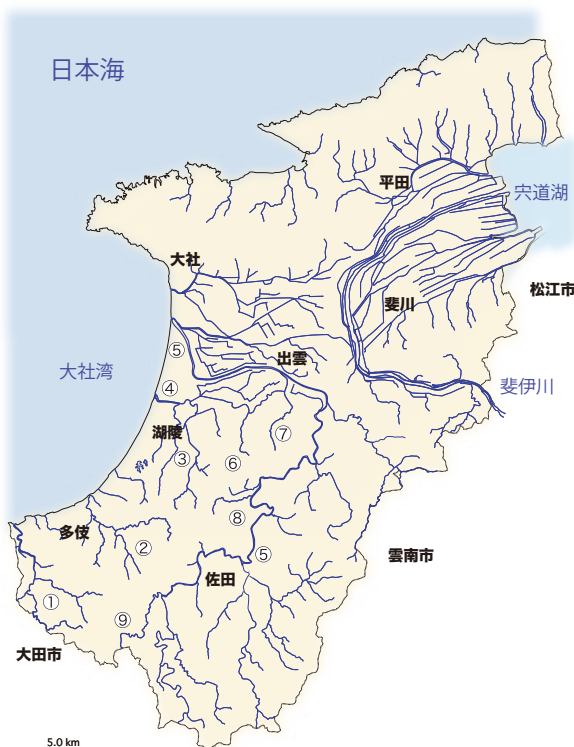 日本海
平田
宍道湖
大社
松江市
斐川
⑤
出雲
大社湾
斐伊川
④
湖陵
⑦
③
⑥
⑧
多伎
②
⑤
雲南市
佐田
①
⑨
大田市
5.0 km